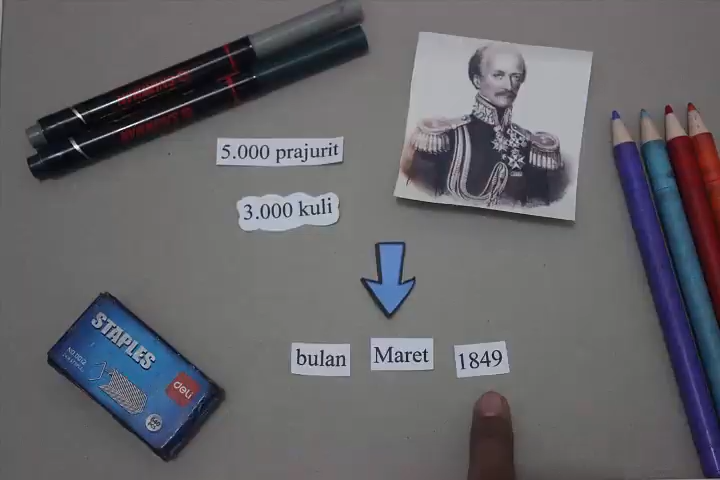 5.000 prajurit
3.000 kuli
bulan Maret 1849
STAPLES
deli